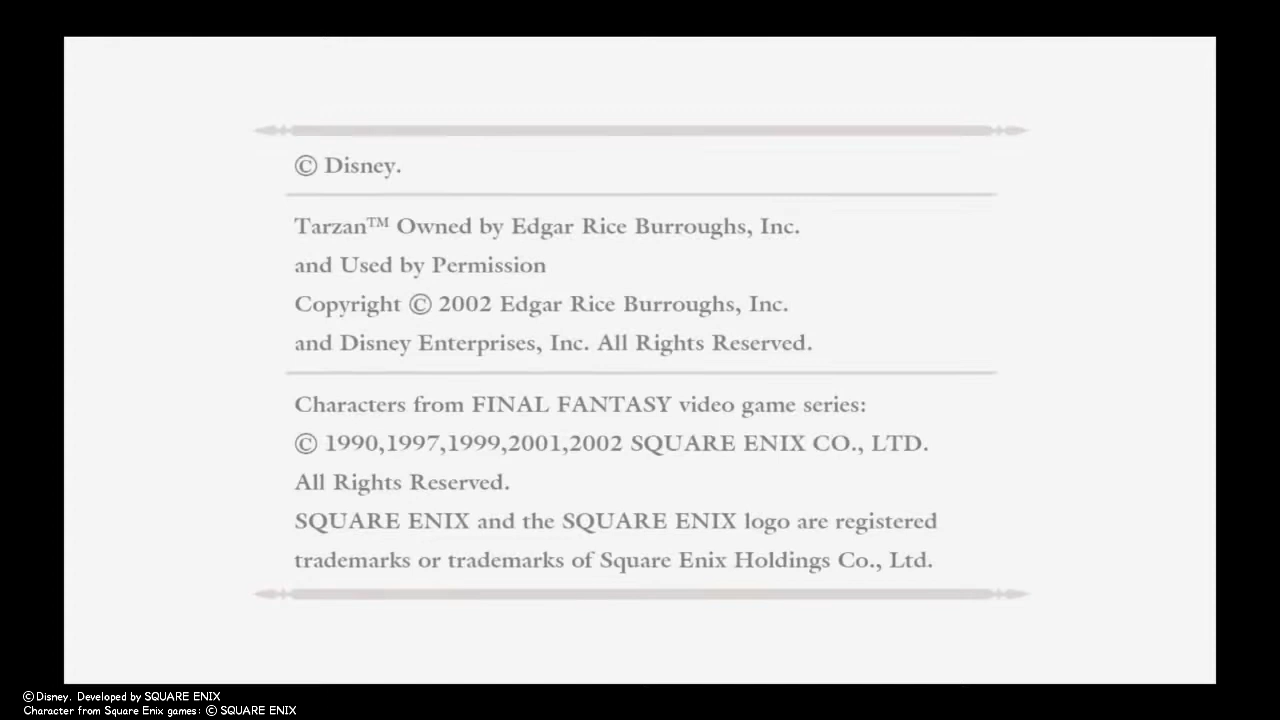 © Disney.
Tarzan™ Owned by Edgar Rice Burroughs, Inc.
and Used by Permission
Copyright © 2002 Edgar Rice Burroughs, Inc.
and Disney Enterprises, Inc. All Rights Reserved.
Characters from FINAL FANTASY video game series:
© 1990,1997,1999,2001,2002 SQUARE ENIX CO., LTD.
All Rights Reserved.
SQUARE ENIX and the SQUARE ENIX logo are registered
trademarks or trademarks of Square Enix Holdings Co., Ltd.
© Disney. Developed by SQUARE ENIX
Character from Square Enix games: © SQUARE ENIX